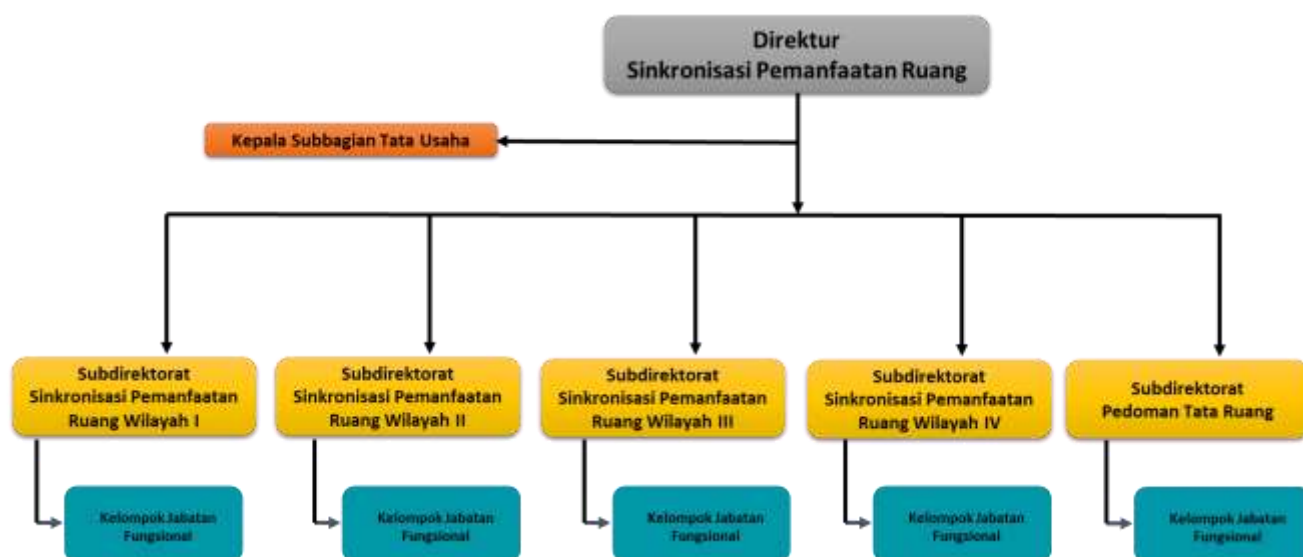 Direktur
Sinkronisasi Pemanfaatan Ruang
Kepala Subbagian Tata Usaha
Subdirektorat
Sinkronisasi Pemanfaatan
Ruang Wilayah I
Subdirektorat
Sinkronisasi Pemanfaatan
Ruang Wilayah II
Subdirektorat
Sinkronisasi Pemanfaatan
Ruang Wilayah III
Subdirektorat
Sinkronisasi Pemanfaatan
Ruang Wilayah IV
Subdirektorat
Pedoman Tata Ruang
Kelompok Jabatan
Fungsional
Kelompok Jabatan
Fungsional
Kelompok Jabatan
Fungsional
Kelompok Jabatan
Fungsional
Kelompok Jabatan
Fungsional